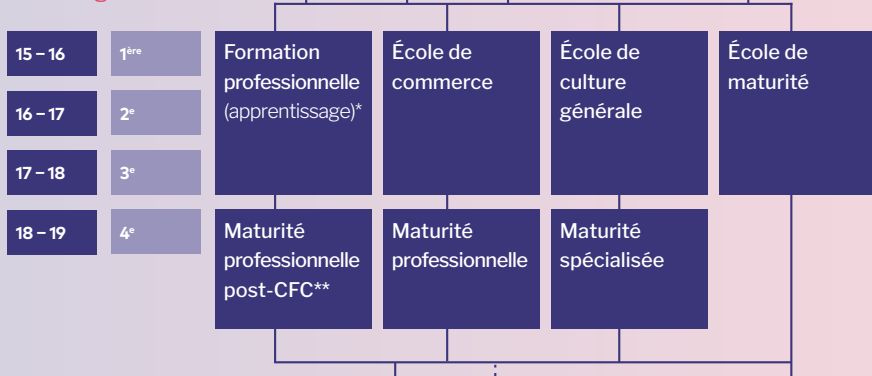 15 – 16
1ère
Formation
professionnelle
(apprentissage)*
École de
commerce
École de
culture
générale
École de
maturité
16 – 17
2e
17 – 18
3e
18 – 19
4e
Maturité
professionnelle
post-CFC**
Maturité
professionnelle
Maturité
spécialisée